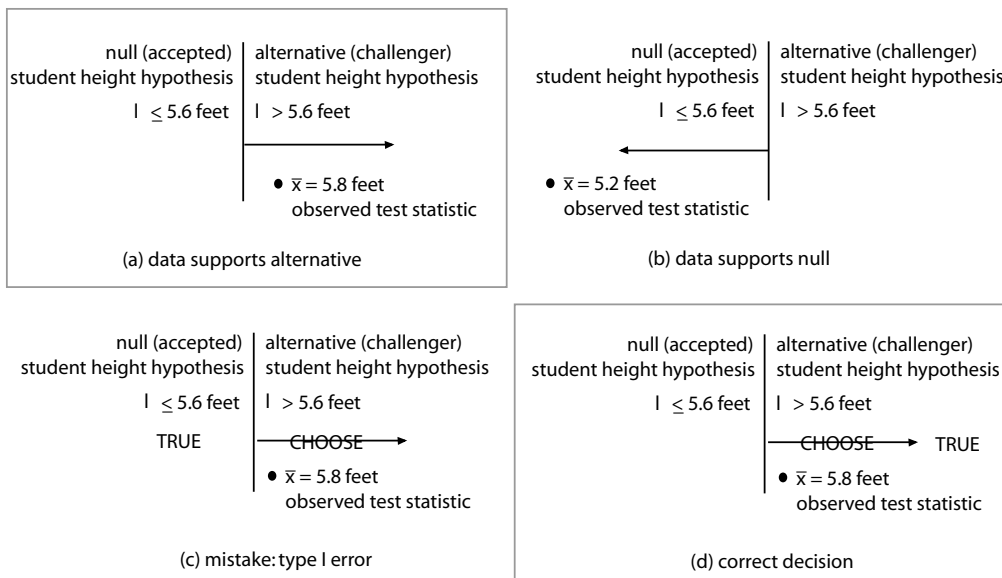 null (accepted) alternative (challenger)
student height hypothesis student height hypothesis
l ≤ 5.6 feet l > 5.6 feet
x̄ = 5.8 feet
observed test statistic
(a) data supports alternative
null (accepted) alternative (challenger)
student height hypothesis student height hypothesis
l ≤ 5.6 feet l > 5.6 feet
x̄ = 5.2 feet
observed test statistic
(b) data supports null
null (accepted) alternative (challenger)
student height hypothesis student height hypothesis
l ≤ 5.6 feet l > 5.6 feet
TRUE CHOOSE
x̄ = 5.8 feet
observed test statistic
(c) mistake: type I error
null (accepted) alternative (challenger)
student height hypothesis student height hypothesis
l ≤ 5.6 feet l > 5.6 feet
CHOOSE TRUE
x̄ = 5.8 feet
observed test statistic
(d) correct decision